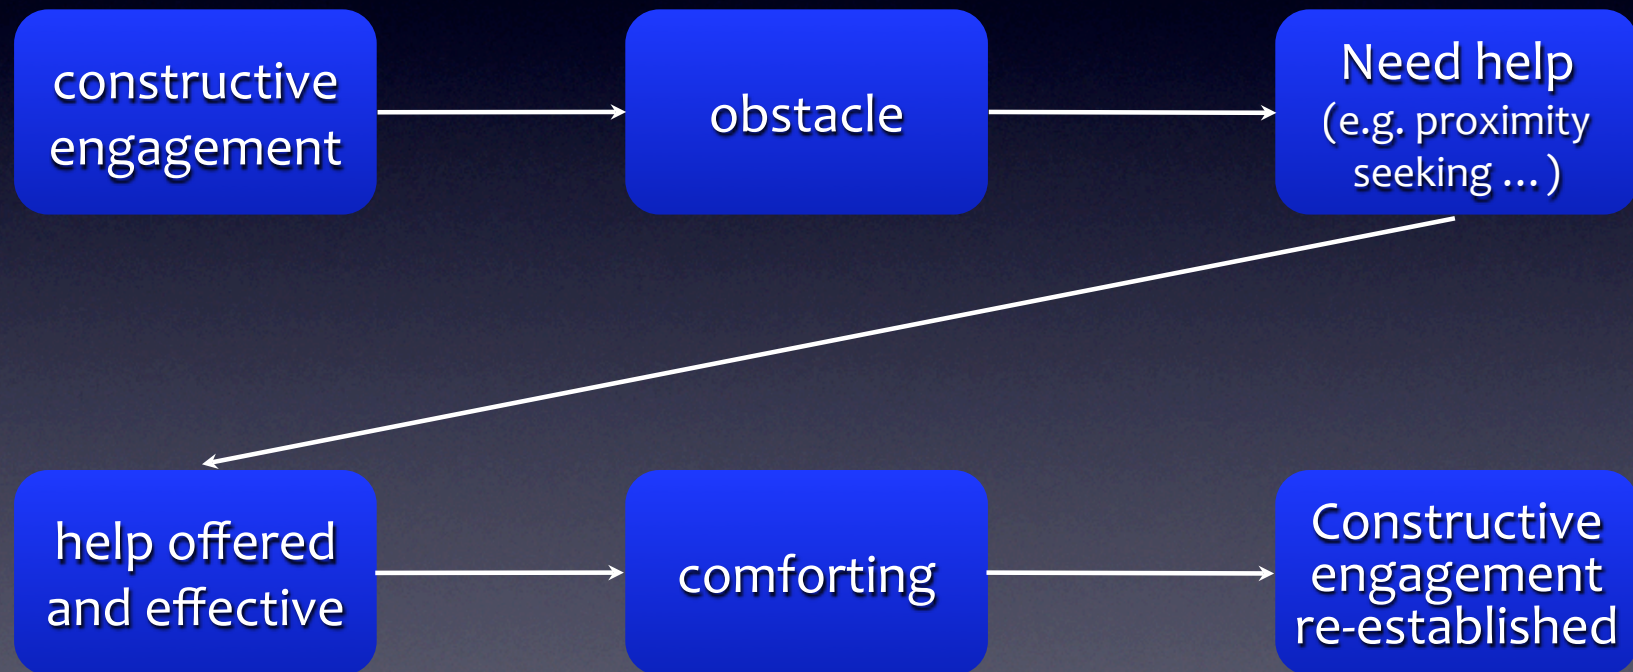 constructive
engagement
obstacle
Need help
(e.g. proximity
seeking ... )
help offered
and effective
comforting
Constructive
engagement
re-established